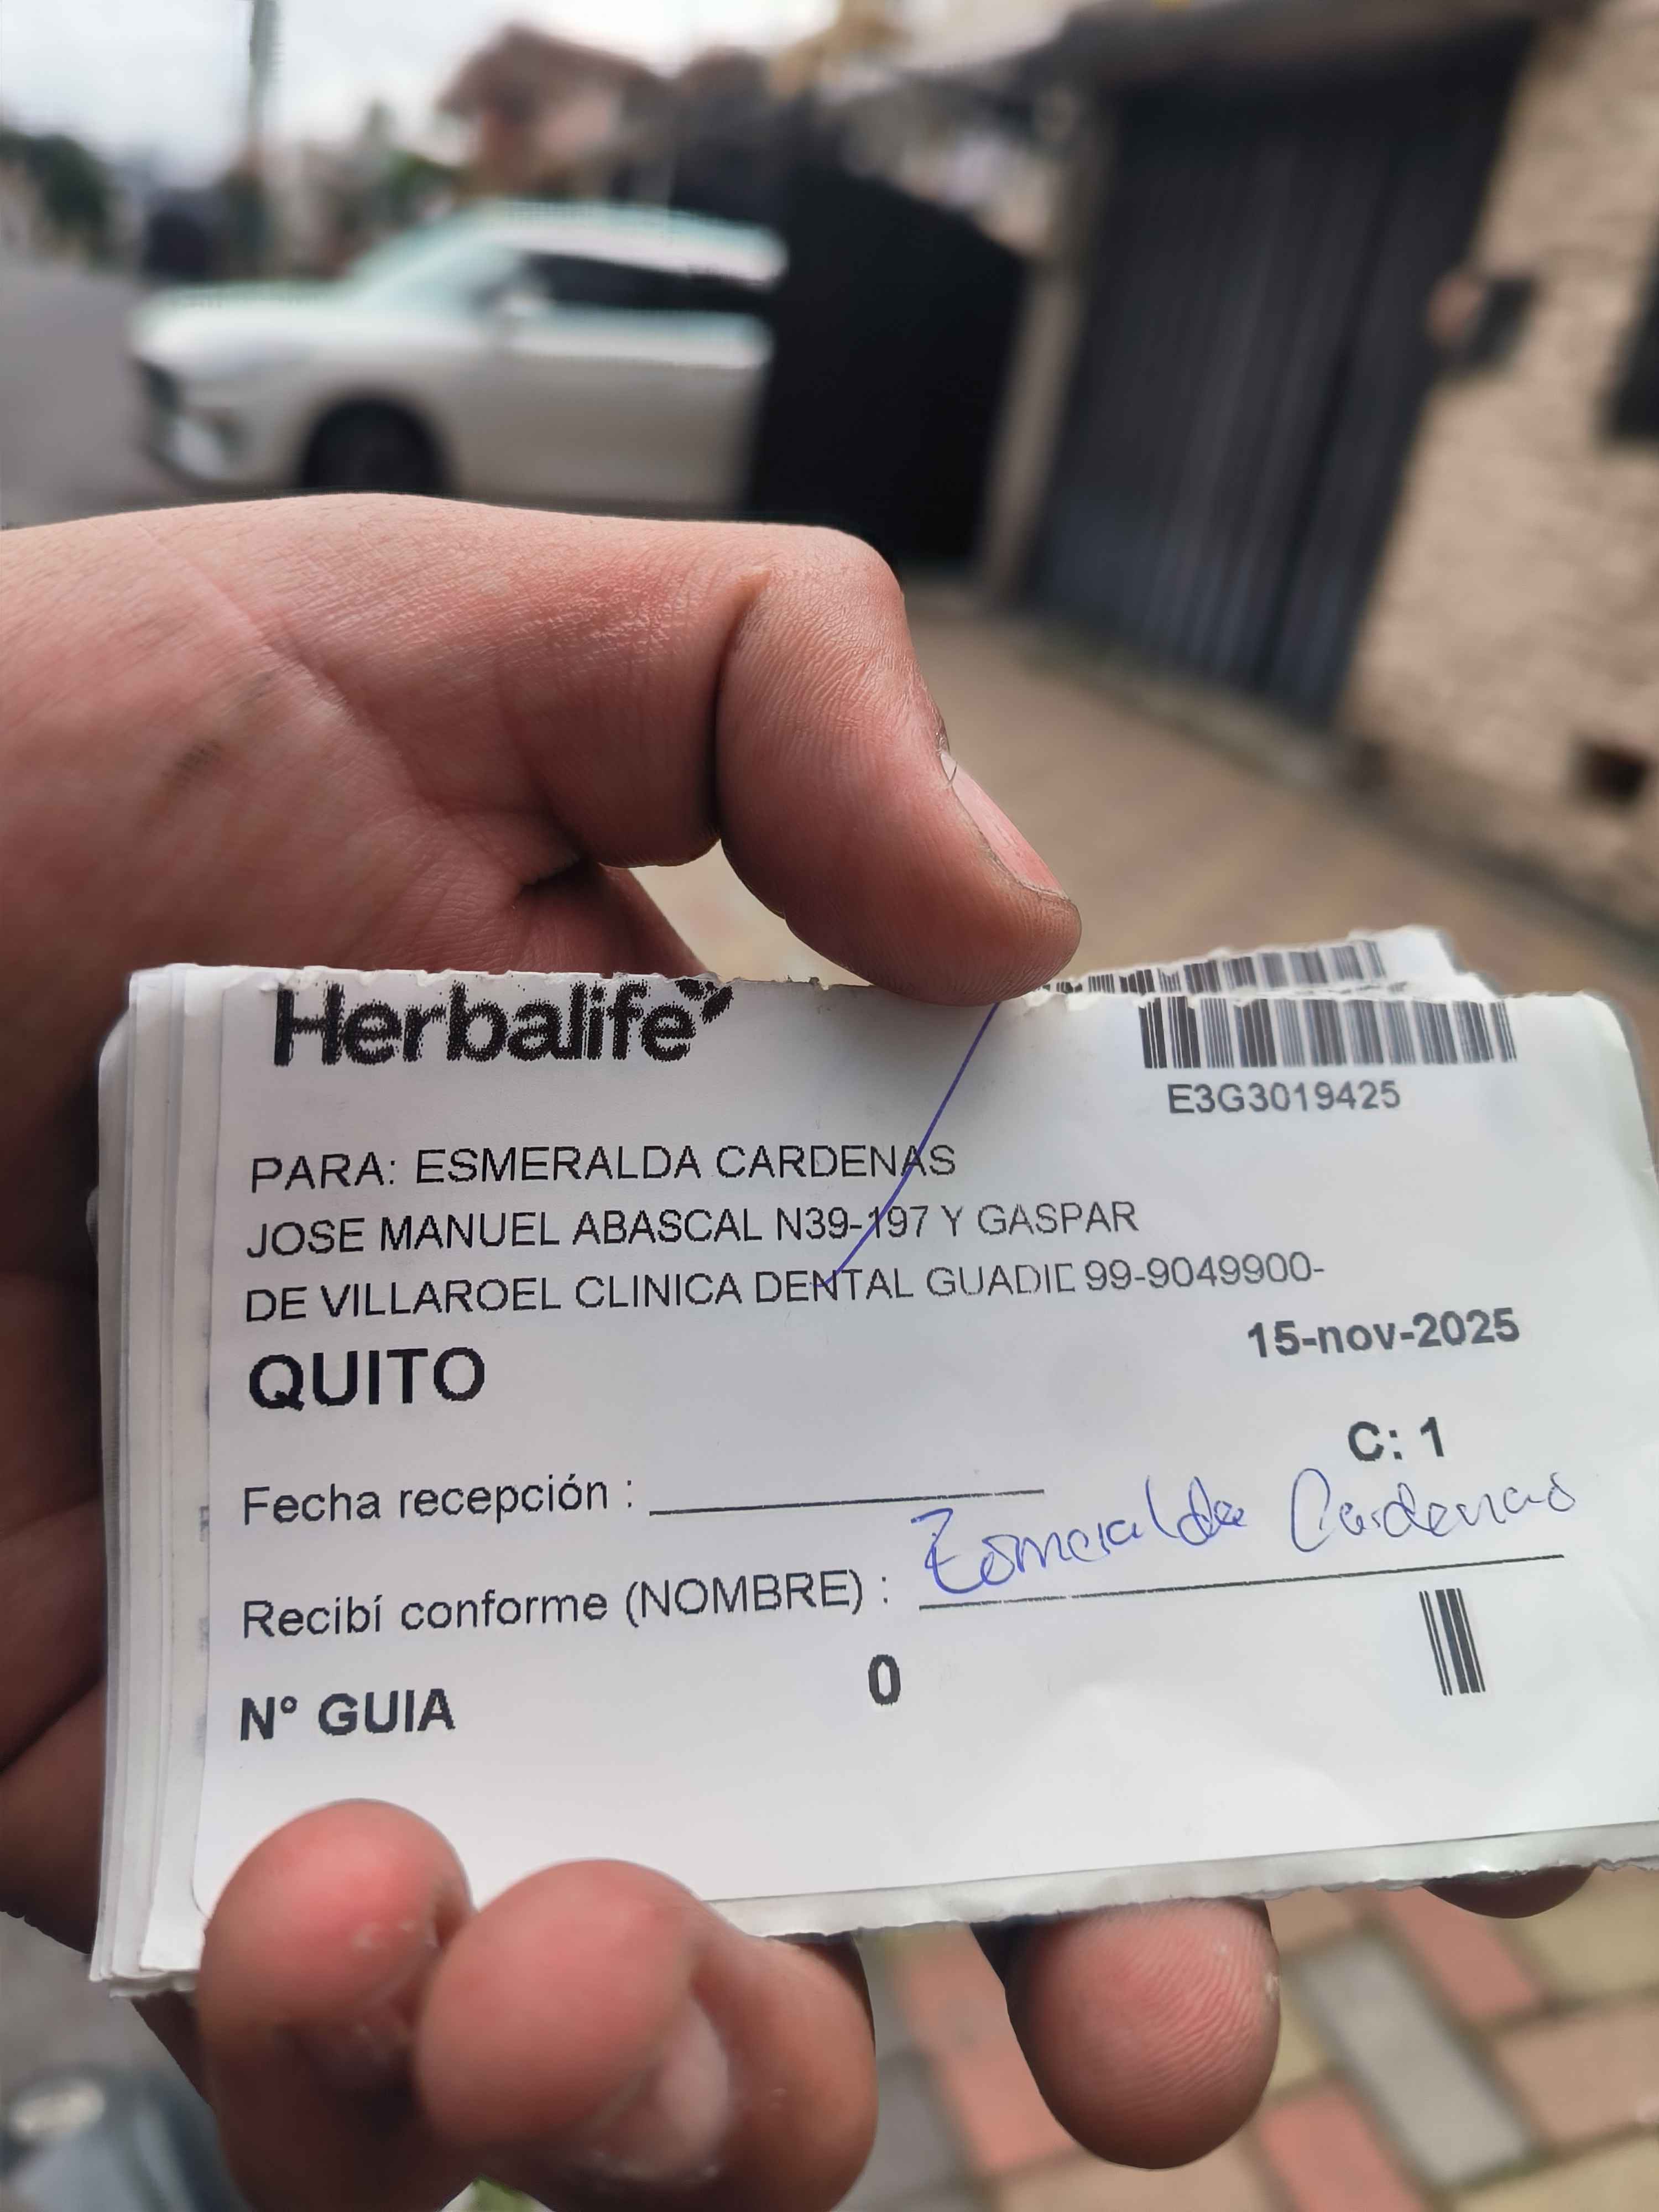 Herbalife
E3G3019425
PARA: ESMERALDA CARDENAS
JOSE MANUEL ABASCAL N39-197 Y GASPAR
DE VILLAROEL CLINICA DENTAL GUADIC 99-9049900-
15-nov-2025
QUITO
C: 1
Fecha recepción :
Recibí conforme (NOMBRE) : Esmeralda Cardenas
N° GUIA 0